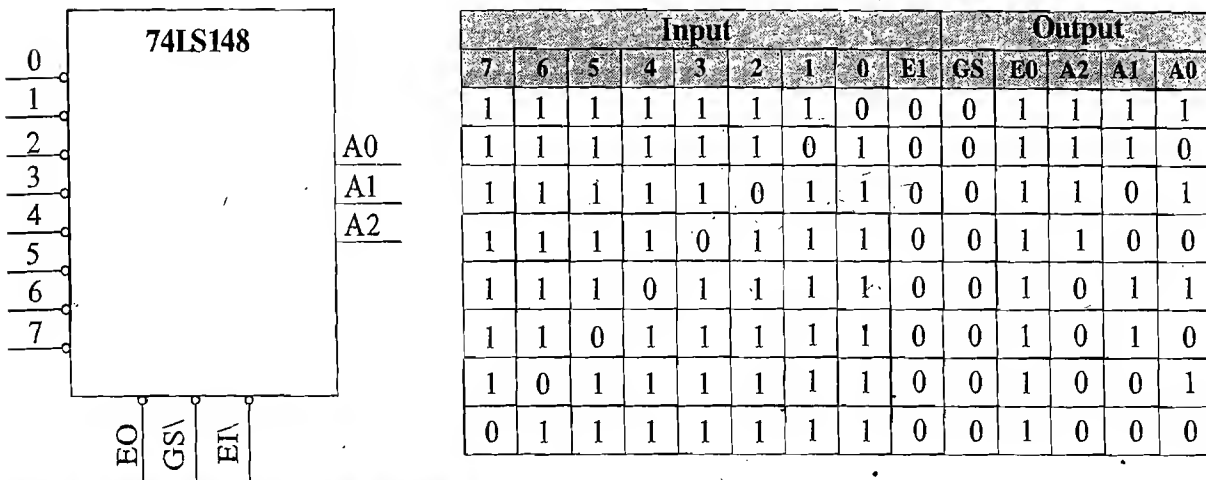 74LS148
0
1
2
3
4
5
6
7
A0
A1
A2
EO
GS\
EI\
Input Output
7 6 5 4 3 2 1 0 E1 GS E0 A2 A1 A0
1 1 1 1 1 1 1 0 0 0 1 1 1 1
1 1 1 1 1 1 0 1 0 0 1 1 1 0
1 1 1 1 1 0 1 1 0 0 1 1 0 1
1 1 1 1 0 1 1 1 0 0 1 1 0 0
1 1 1 0 1 1 1 1 0 0 1 0 1 1
1 1 0 1 1 1 1 1 0 0 1 0 1 0
1 0 1 1 1 1 1 1 0 0 1 0 0 1
0 1 1 1 1 1 1 1 0 0 1 0 0 0